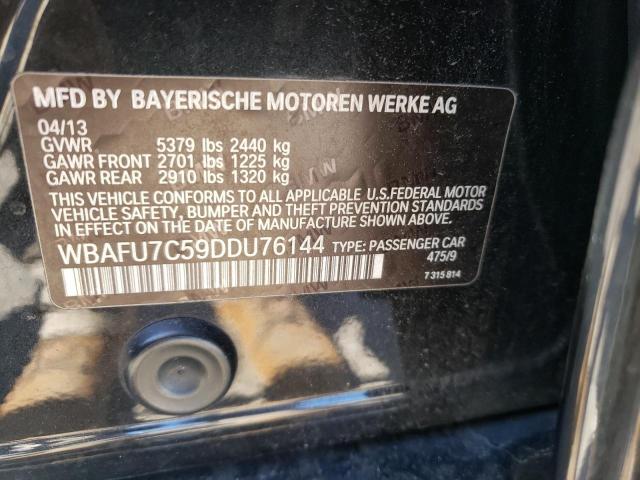 MFD BY BAYERISCHE MOTOREN WERKE AG
04/13
GVWR 5379 lbs 2440 kg
GAWR FRONT 2701 lbs 1225 kg
GAWR REAR 2910 lbs 1320 kg
THIS VEHICLE CONFORMS TO ALL APPLICABLE U.S.FEDERAL MOTOR
VEHICLE SAFETY, BUMPER AND THEFT PREVENTION STANDARDS
IN EFFECT ON THE DATE OF MANUFACTURE SHOWN ABOVE.
WBAFU7C59DDU76144 TYPE: PASSENGER CAR
475/9
7 315 814